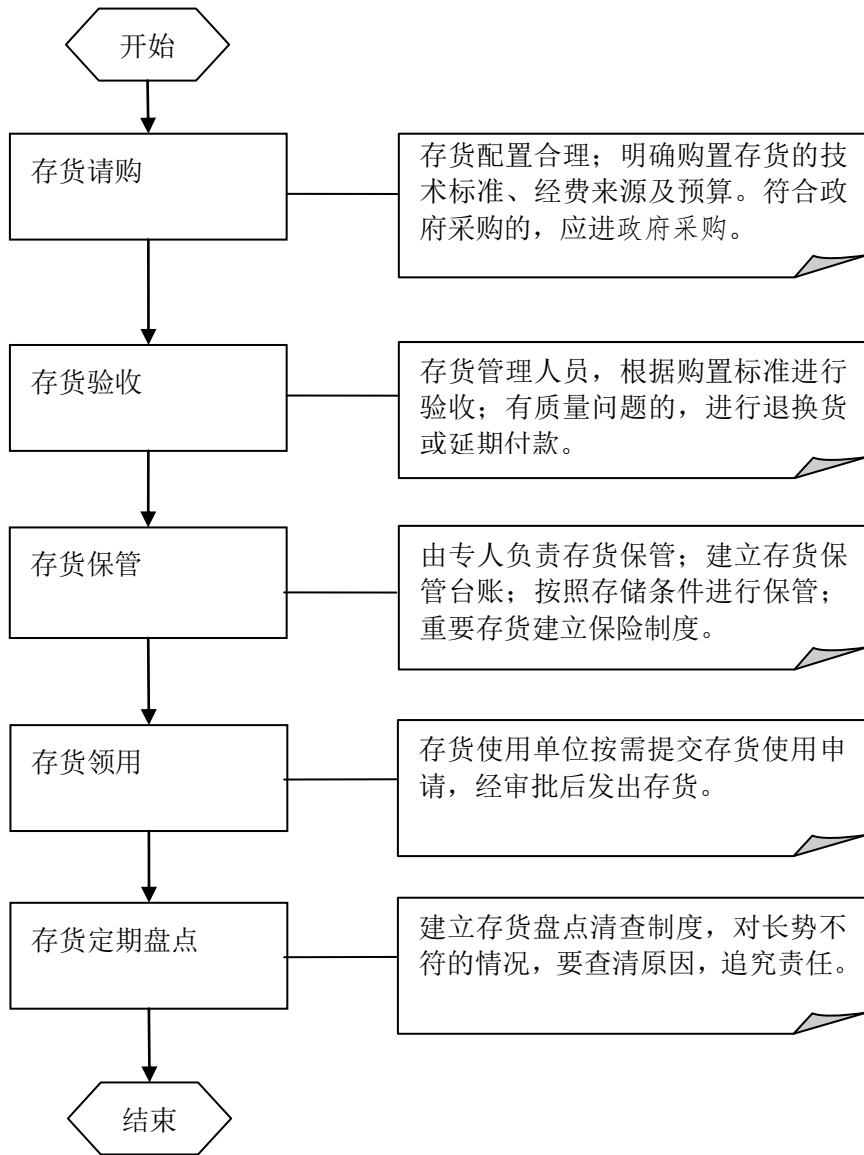 开始
存货请购
存货配置合理；明确购置存货的技
术标准、经费来源及预算。符合政
府采购的，应进政府采购。
存货验收
存货管理人员，根据购置标准进行
验收；有质量问题的，进行退换货
或延期付款。
存货保管
由专人负责存货保管；建立存货保
管台账；按照存储条件进行保管；
重要存货建立保险制度。
存货领用
存货使用单位按需提交存货使用申
请，经审批后发出存货。
存货定期盘点
建立存货盘点清查制度，对长势不
符的情况，要查清原因，追究责任。
结束